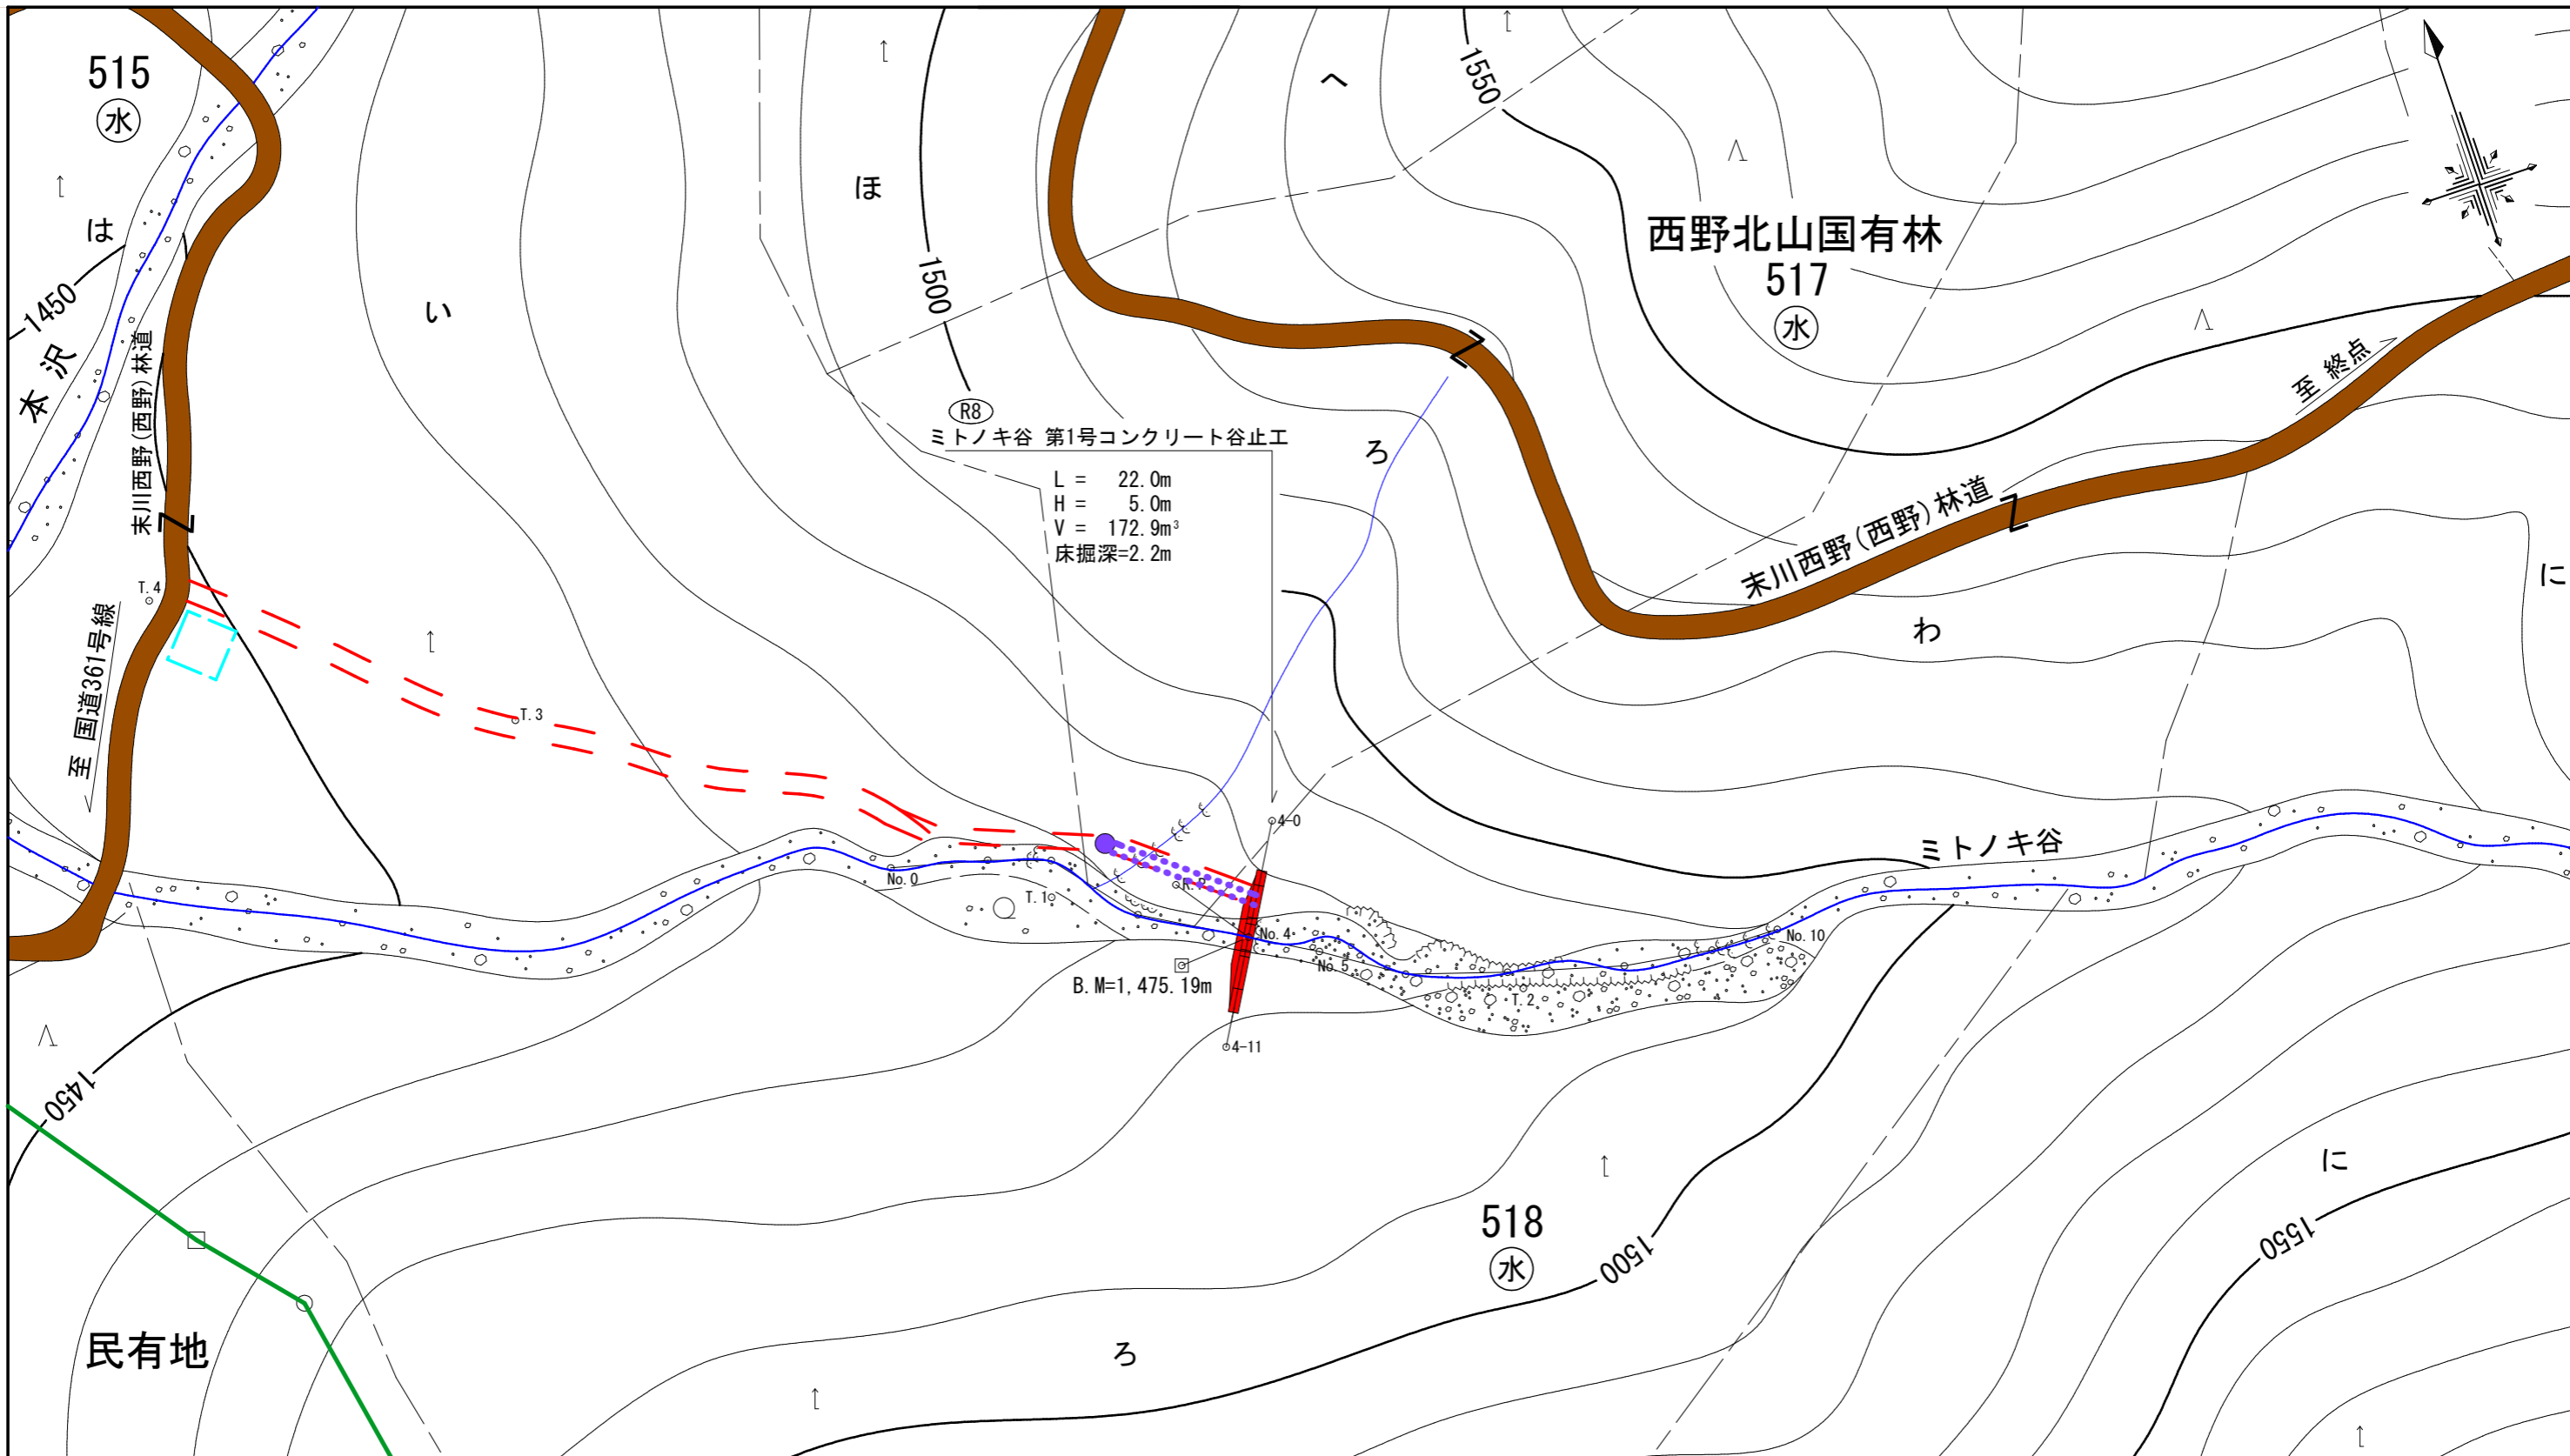 515
水
は
1450
本沢
末川西野(西野)林道
い
ほ
1500
へ
1550
西野北山国有林
517
水
至 終点
R8
ミトノキ谷 第1号コンクリート谷止工
L = 22.0m
H = 5.0m
V = 172.9m³
床掘深=2.2m
ろ
末川西野(西野)林道
わ
に
T.4
至 国道361号線
T.3
4-0
ミトノキ谷
No.0
T.1
No.4
No.5
No.10
T.2
B.M=1,475.19m
4-11
1450
518
水
1500
に
1550
民有地
ろ